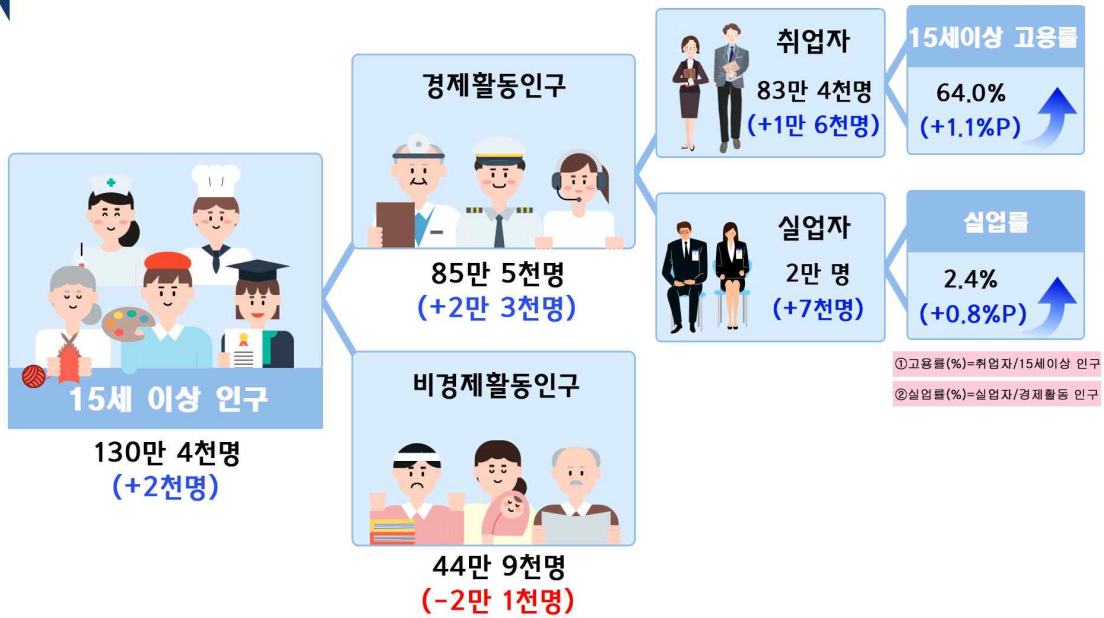 15세 이상 인구
130만 4천명
(+2천명)
경제활동인구
85만 5천명
(+2만 3천명)
비경제활동인구
44만 9천명
(-2만 1천명)
취업자
83만 4천명
(+1만 6천명)
15세이상 고용률
64.0%
(+1.1%P)
실업자
2만 명
(+7천명)
실업률
2.4%
(+0.8%P)
①고용률(%)=취업자/15세이상 인구
②실업률(%)=실업자/경제활동 인구